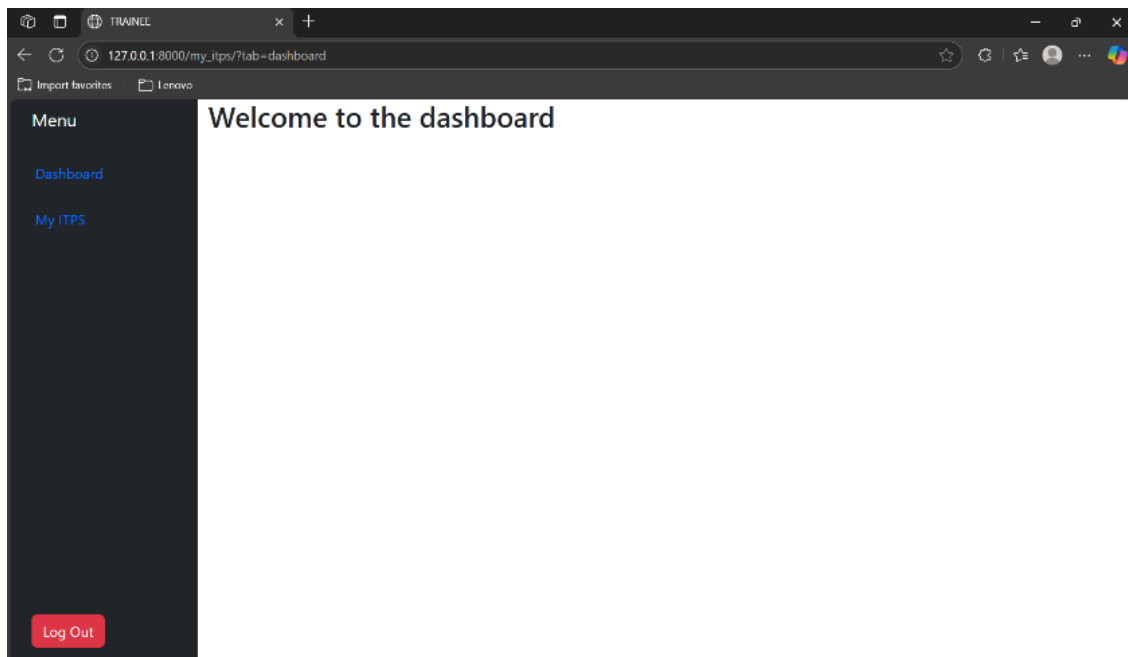 TRAINEE
127.0.0.1:8000/my_itps/?tab=dashboard
Import favorites Lenovo
Menu
Welcome to the dashboard
Dashboard
My ITPS
Log Out